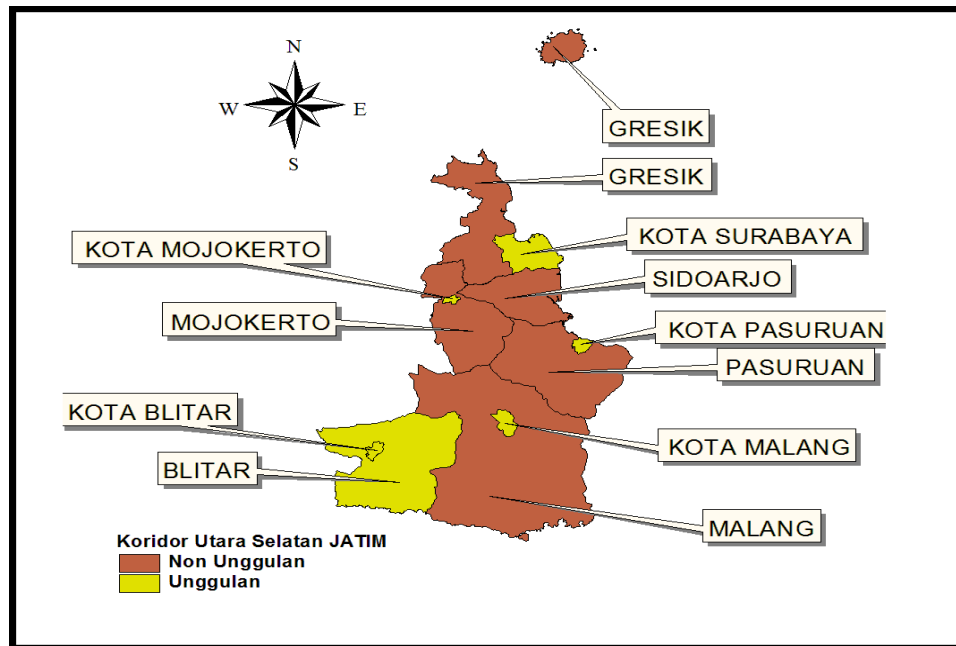 N
W
E
S
GRESIK
GRESIK
KOTA SURABAYA
KOTA MOJOKERTO
SIDOARJO
MOJOKERTO
KOTA PASURUAN
PASURUAN
KOTA BLITAR
KOTA MALANG
BLITAR
MALANG
Koridor Utara Selatan JATIM
Non Unggulan
Unggulan